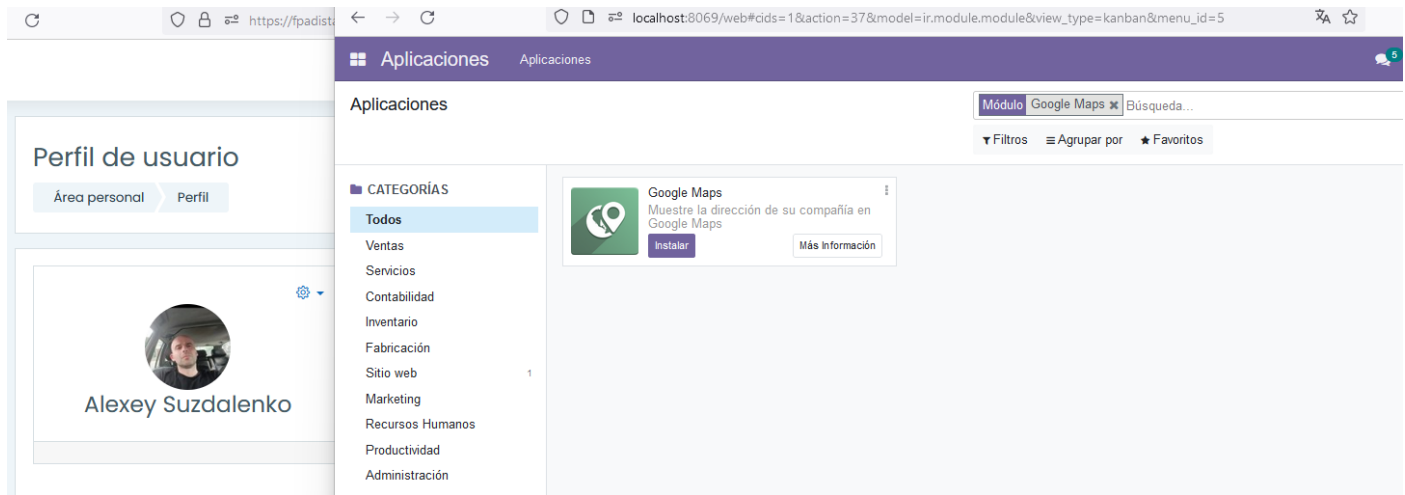 https://fpadista
Perfil de usuario
Área personal
Perfil
Alexey Suzdalenko
localhost:8069/web#cids=1&action=37&model=ir.module.module&view_type=kanban&menu_id=5
Aplicaciones
Aplicaciones
5
Aplicaciones
Módulo Google Maps Búsqueda...
Filtros Agrupar por Favoritos
CATEGORÍAS
Todos
Ventas
Servicios
Contabilidad
Inventario
Fabricación
Sitio web 1
Marketing
Recursos Humanos
Productividad
Administración
Google Maps
Muestre la dirección de su compañía en
Google Maps
Instalar
Más Información